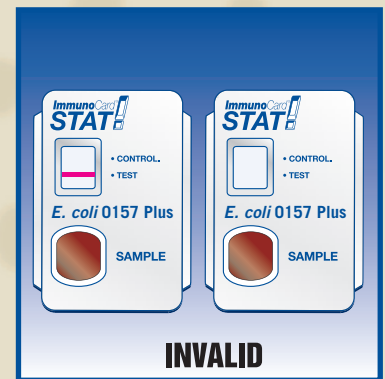 ImmunoCard®
STAT!
• CONTROL.
• TEST
E. coli 0157 Plus
SAMPLE
ImmunoCard®
STAT!
• CONTROL.
• TEST
E. coli 0157 Plus
SAMPLE
INVALID